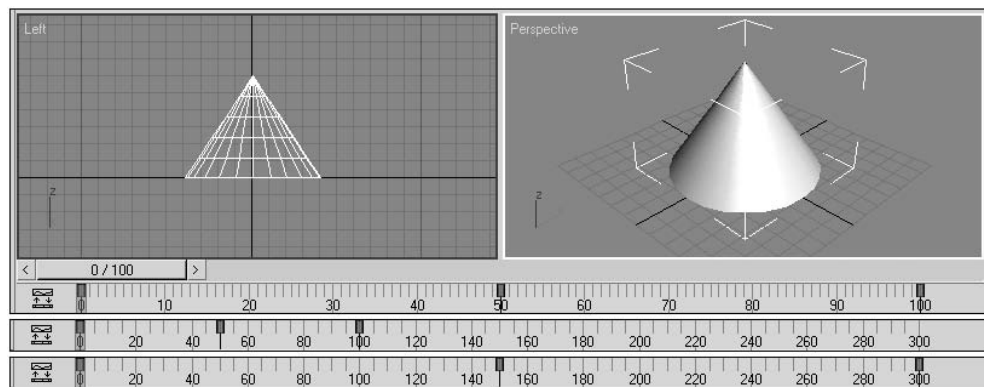 Left
Perspective
z
z
< 0 / 100 >
0 10 20 30 40 50 60 70 80 90 100
0 20 40 60 80 100 120 140 160 180 200 220 240 260 280 300
0 20 40 60 80 100 120 140 160 180 200 220 240 260 280 300